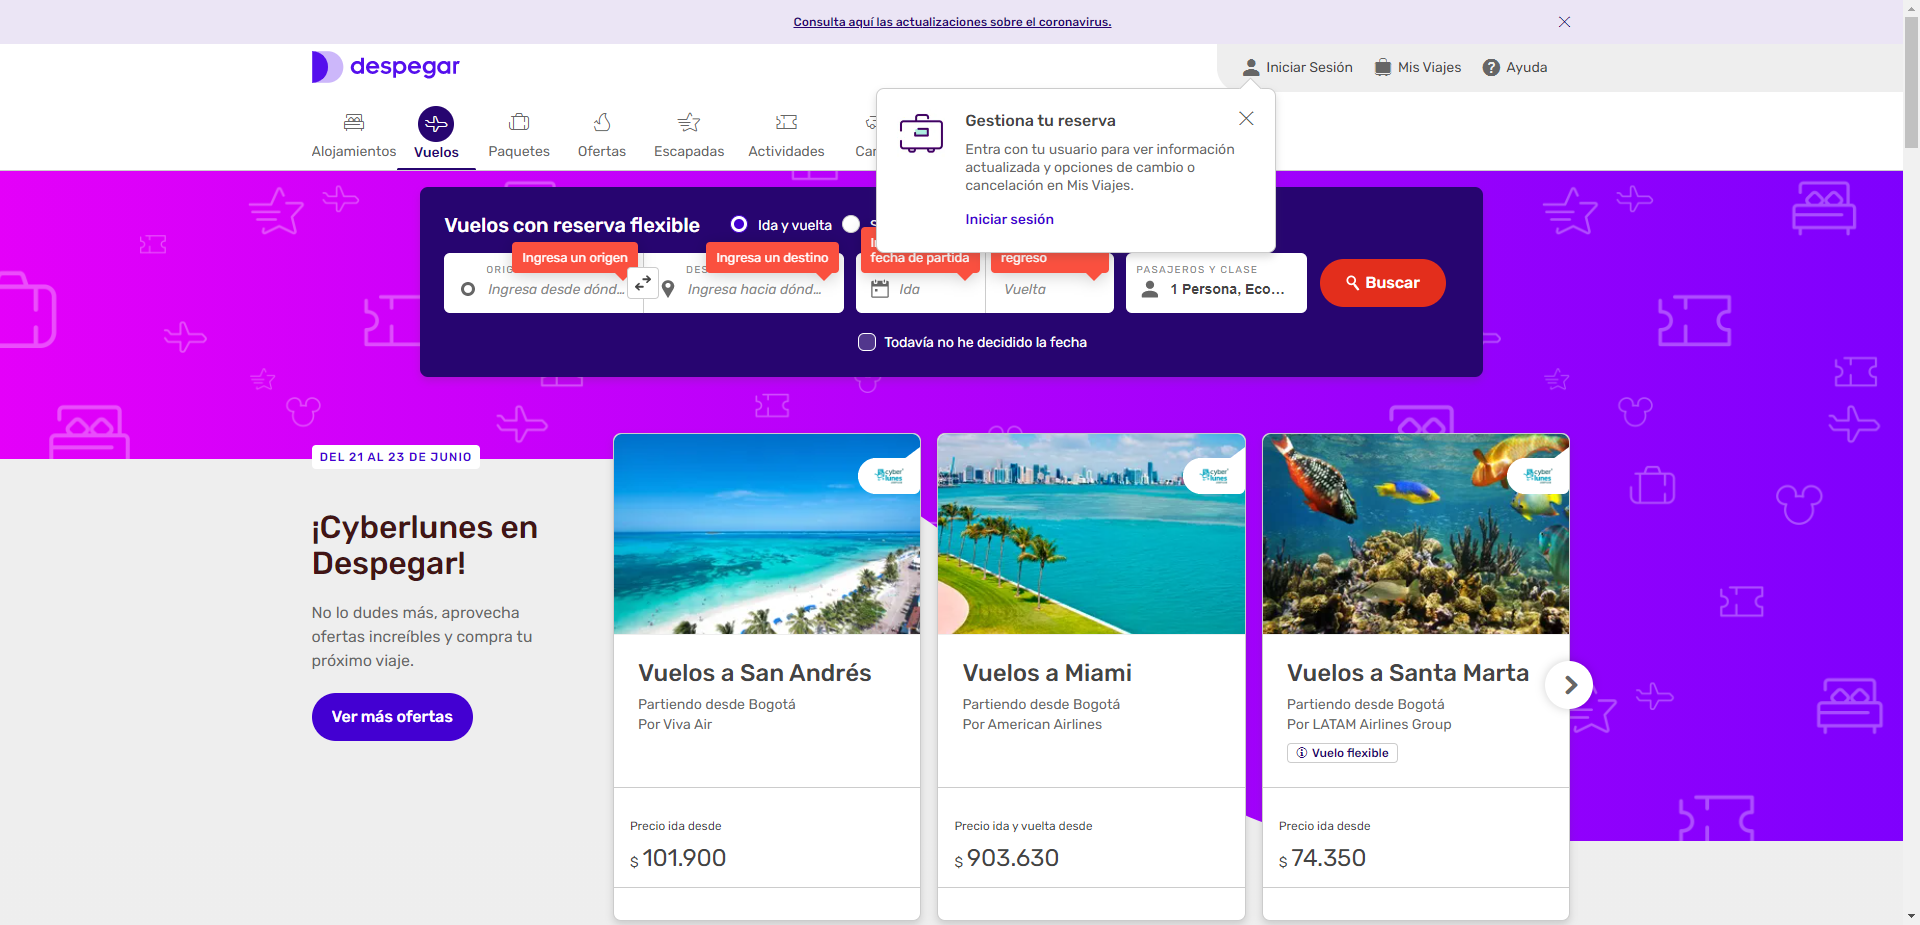 Consulta aquí las actualizaciones sobre el coronavirus.
despegar
Iniciar Sesión
Mis Viajes
Ayuda
Alojamientos
Vuelos
Paquetes
Ofertas
Escapadas
Actividades
Gestiona tu reserva
Entra con tu usuario para ver información
actualizada y opciones de cambio o
cancelación en Mis Viajes.
Iniciar sesión
Vuelos con reserva flexible
Ida y vuelta
Ingresa un origen
Ingresa un destino
fecha de partida
regreso
Ingresa desde dónd...
Ingresa hacia dónd...
Ida
Vuelta
PASAJEROS Y CLASE
1 Persona, Eco...
Buscar
Todavía no he decidido la fecha
DEL 21 AL 23 DE JUNIO
¡Cyberlunes en
Despegar!
No lo dudes más, aprovecha
ofertas increíbles y compra tu
próximo viaje.
Ver más ofertas
cyber
lunes
Vuelos a San Andrés
Partiendo desde Bogotá
Por Viva Air
Precio ida desde
$ 101.900
cyber
lunes
Vuelos a Miami
Partiendo desde Bogotá
Por American Airlines
Precio ida y vuelta desde
$ 903.630
cyber
lunes
Vuelos a Santa Marta
Partiendo desde Bogotá
Por LATAM Airlines Group
Vuelo flexible
Precio ida desde
$ 74.350